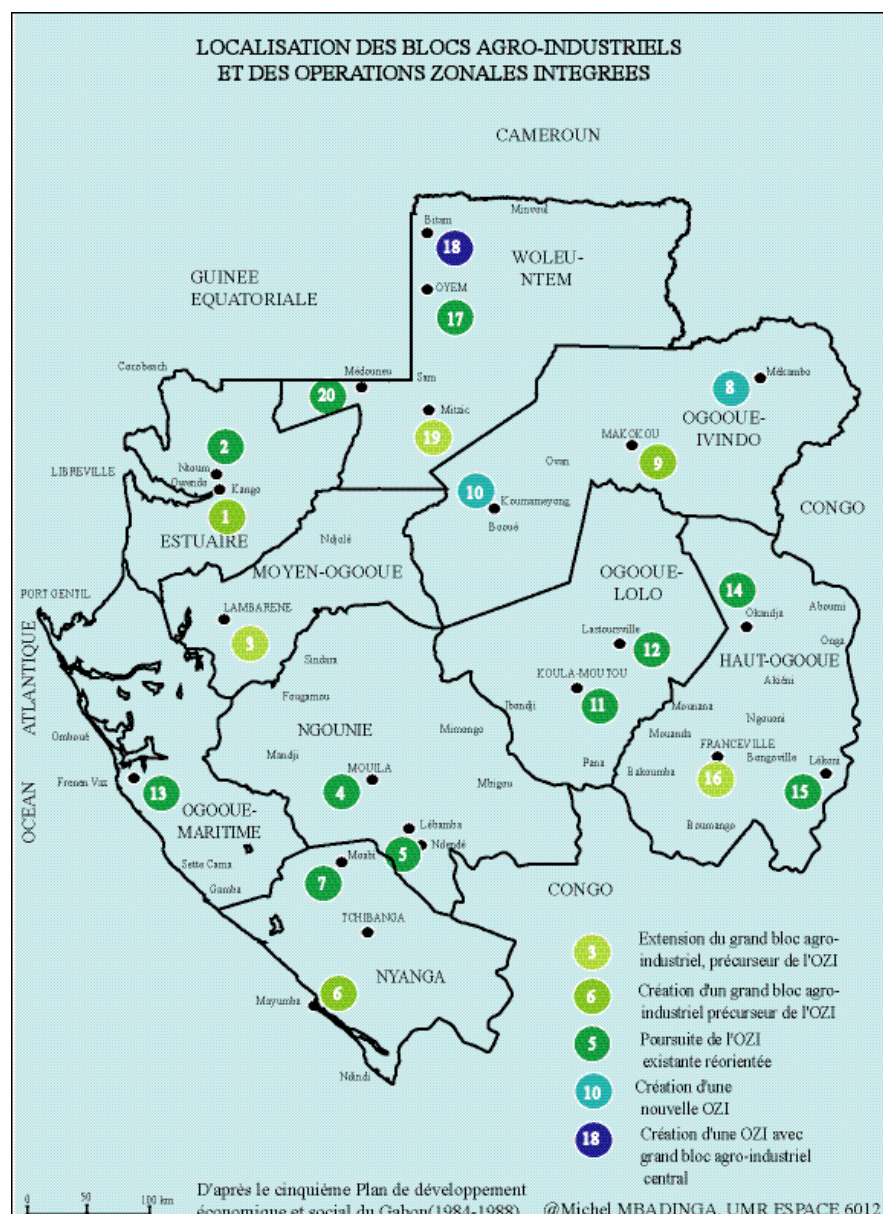 LOCALISATION DES BLOCS AGRO-INDUSTRIELS
ET DES OPERATIONS ZONALES INTÉGRÉES
CAMEROUN
Minvoul
Bitam
18
WOLEU-
NTEM
GUINEE
EQUATORIALE
OYEM
17
Cocobeach
Médouneu
Sam
20
Mitzic
19
Mékambo
8
OGOOUE-
IVINDO
MAKOKOU
9
Ovan
2
Ntoum
Owendo
LIBREVILLE
Kango
1
ESTUAIRE
10
Koumameyong
Booué
CONGO
Ndjolé
MOYEN-OGOOUE
OGOOUE-
LOLO
14
Okandja
Aboumi
Onga
PORT GENTIL
LAMBARENE
3
Sindara
Lastoursville
12
HAUT-OGOOUE
Akiéni
KOULA-MOUTOU
11
Ibondji
Fougamou
Mounana
Ngouoni
OCEAN ATLANTIQUE
Omboué
NGOUNIE
Mimongo
Mouanda
Mandji
MOUILA
4
FRANCEVILLE
Bongoville
16
Lékoni
15
Pana
Bakoumba
Mbigou
Boumango
Frenen Vaz
13
OGOOUE-
MARITIME
Lébamba
Ndendé
5
Moabi
7
Sette Cama
Gamba
CONGO
TCHIBANGA
NYANGA
6
Mayumba
Ndindi
3
Extension du grand bloc agro-
industriel, précurseur de l'OZI
6
Création d'un grand bloc agro-
industriel précurseur de l'OZI
5
Poursuite de l'OZI
existante réorientée
10
Création d'une
nouvelle OZI
18
Création d'une OZI avec
grand bloc agro-industriel
central
0 50 100 km
D'après le cinquième Plan de développement
économique et social du Gabon(1984-1988)
@Michel MBADINGA, UMR ESPACE 6012